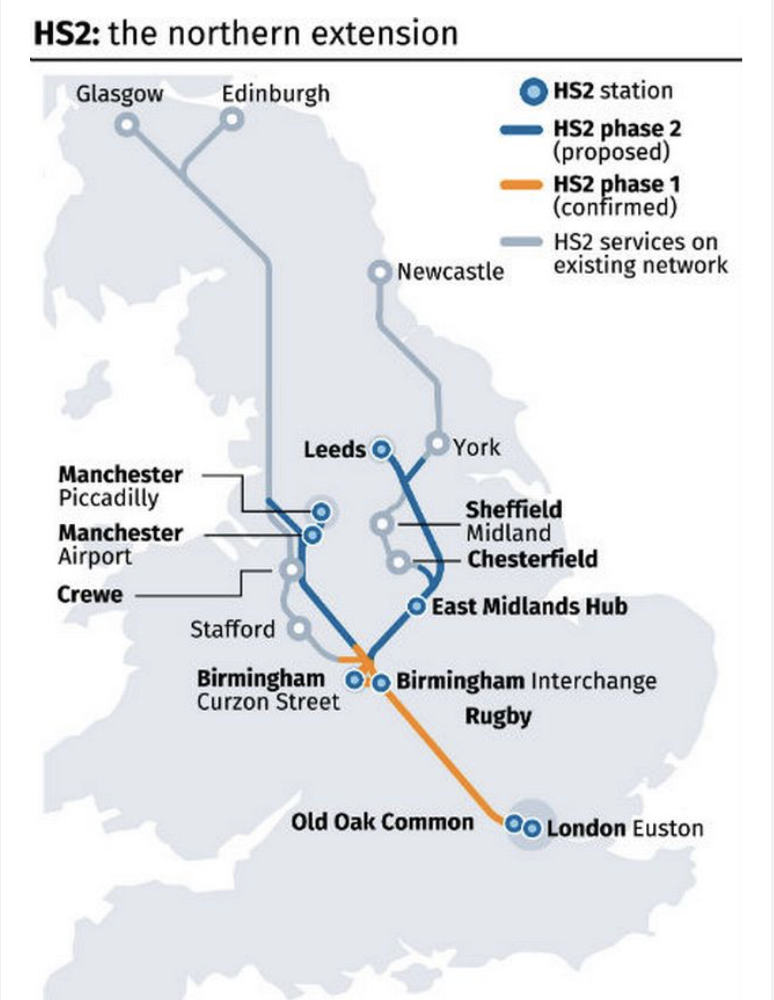 HS2: the northern extension
Glasgow
Edinburgh
HS2 station
HS2 phase 2
(proposed)
HS2 phase 1
(confirmed)
HS2 services on
existing network
Newcastle
Leeds
York
Manchester
Piccadilly
Manchester
Airport
Crewe
Sheffield
Midland
Chesterfield
East Midlands Hub
Stafford
Birmingham
Curzon Street
Birmingham Interchange
Rugby
Old Oak Common
London Euston